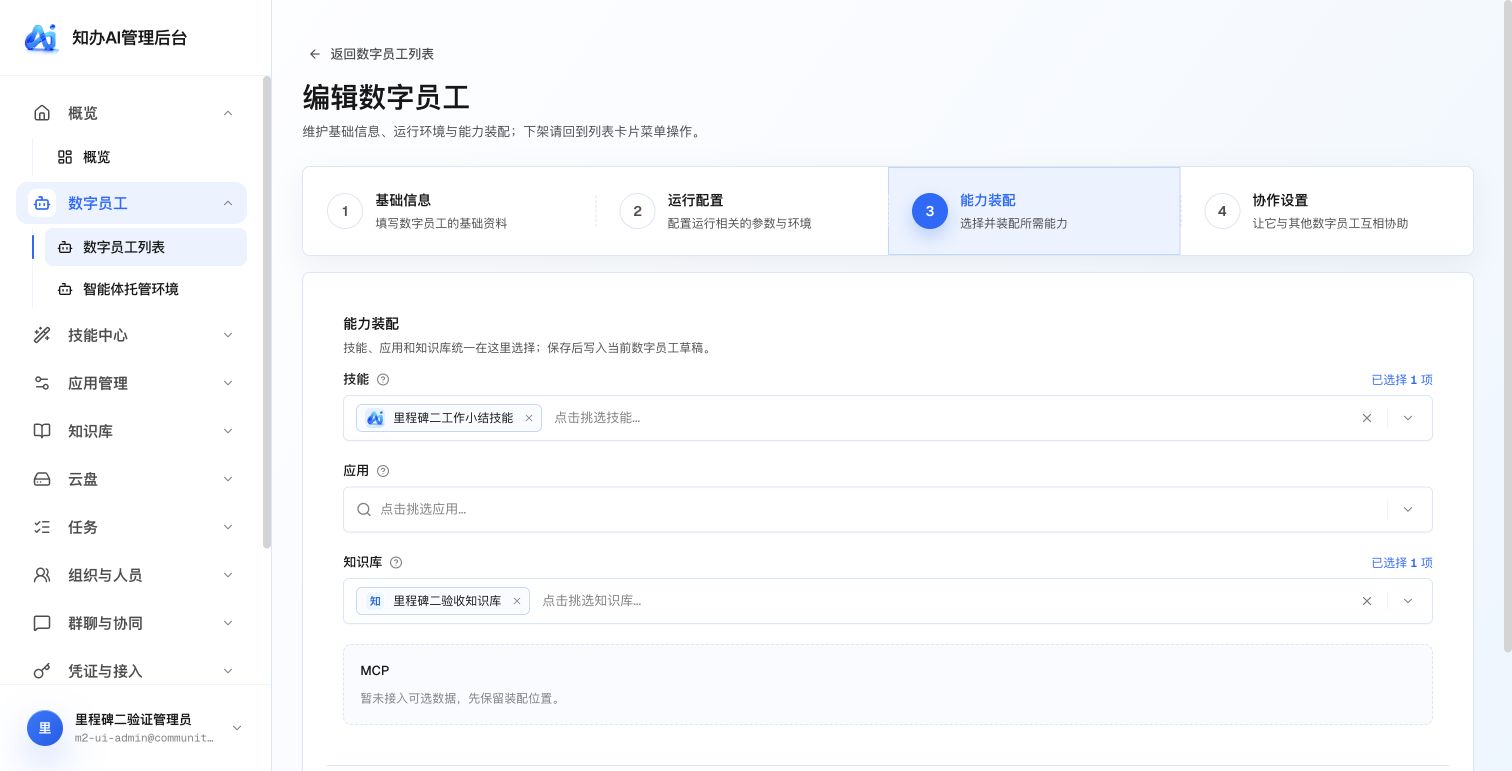 知办AI管理后台
概览
概览
数字员工
数字员工列表
智能体托管环境
技能中心
应用管理
知识库
云盘
任务
组织与人员
群聊与协同
凭证与接入
里
里程碑二验证管理员
m2-ui-admin@communit…
返回数字员工列表
编辑数字员工
维护基础信息、运行环境与能力装配；下架请回到列表卡片菜单操作。
1
基础信息
填写数字员工的基础资料
2
运行配置
配置运行相关的参数与环境
3
能力装配
选择并装配所需能力
4
协作设置
让它与其他数字员工互相协助
能力装配
技能、应用和知识库统一在这里选择；保存后写入当前数字员工草稿。
技能 已选择 1 项
里程碑二工作小结技能 点击挑选技能...
应用
点击挑选应用...
知识库 已选择 1 项
知 里程碑二验收知识库 点击挑选知识库...
MCP
暂未接入可选数据，先保留装配位置。